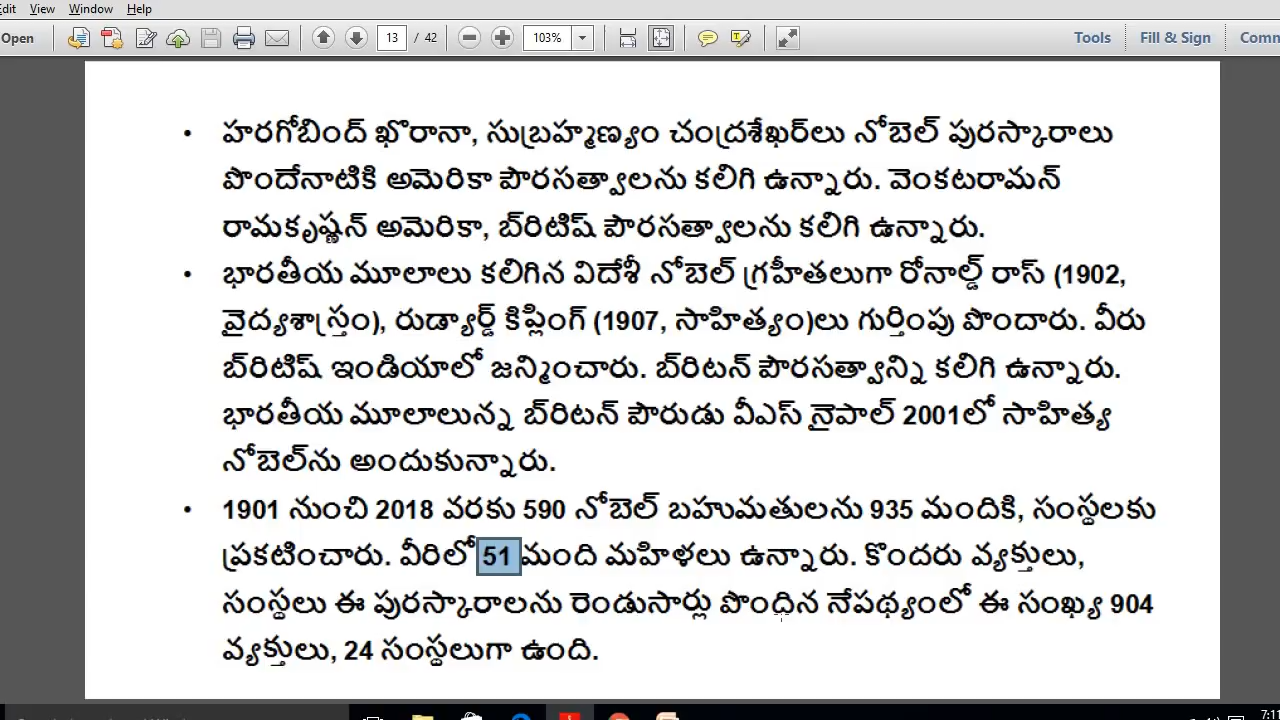 Edit View Window Help
Open 13 / 42 103% Tools Fill & Sign
• హరగోబింద్ ఖొరానా, సుబ్రహ్మణ్యం చంద్రశేఖర్‌లు నోబెల్ పురస్కారాలు
పొందేనాటికి అమెరికా పౌరసత్వాలను కలిగి ఉన్నారు. వెంకటరామన్
రామకృష్ణన్ అమెరికా, బ్రిటిష్ పౌరసత్వాలను కలిగి ఉన్నారు.
• భారతీయ మూలాలు కలిగిన విదేశీ నోబెల్ గ్రహీతలుగా రోనాల్డ్ రాస్ (1902,
వైద్యశాస్త్రం), రుడ్యార్డ్ కిప్లింగ్ (1907, సాహిత్యం)లు గుర్తింపు పొందారు. వీరు
బ్రిటిష్ ఇండియాలో జన్మించారు. బ్రిటన్ పౌరసత్వాన్ని కలిగి ఉన్నారు.
భారతీయ మూలాలున్న బ్రిటన్ పౌరుడు వీఎస్ నైపాల్ 2001లో సాహిత్య
నోబెల్‌ను అందుకున్నారు.
• 1901 నుంచి 2018 వరకు 590 నోబెల్ బహుమతులను 935 మందికి, సంస్థలకు
ప్రకటించారు. వీరిలో 51 మంది మహిళలు ఉన్నారు. కొందరు వ్యక్తులు,
సంస్థలు ఈ పురస్కారాలను రెండుసార్లు పొందిన నేపథ్యంలో ఈ సంఖ్య 904
వ్యక్తులు, 24 సంస్థలుగా ఉంది.